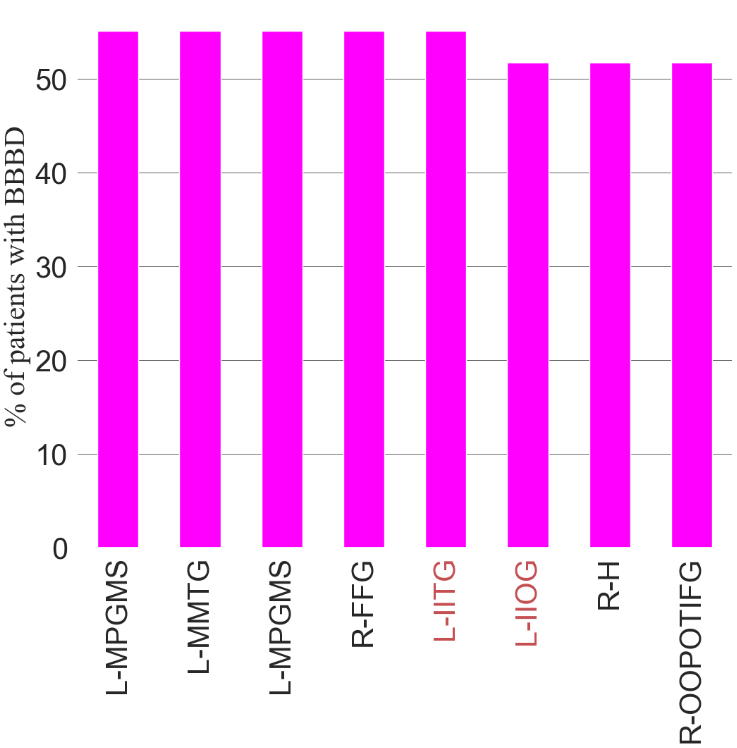 % of patients with BBBD
50
40
30
20
10
0
L-MPGMS
L-MMTG
L-MPGMS
R-FFG
L-IITG
L-IIOG
R-H
R-OOPOTIFG